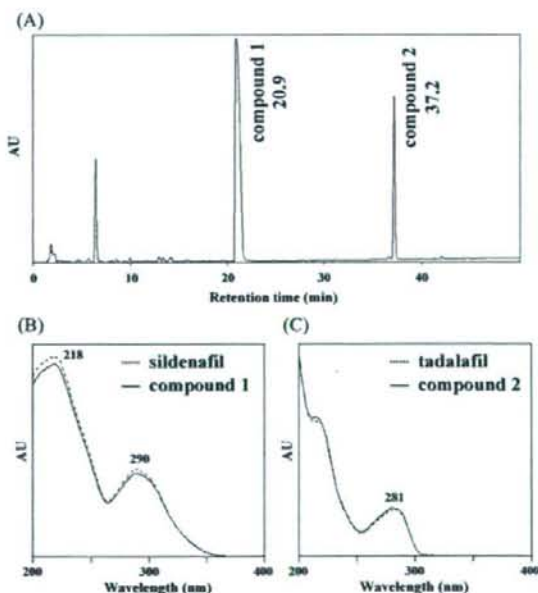 (A)
compound 1
20.9
compound 2
37.2
AU
0 10 20 30 40
Retention time (min)
(B)
218
sildenafil
compound 1
290
AU
200 300 400
Wavelength (nm)
(C)
tadalafil
compound 2
281
AU
200 300 400
Wavelength (nm)